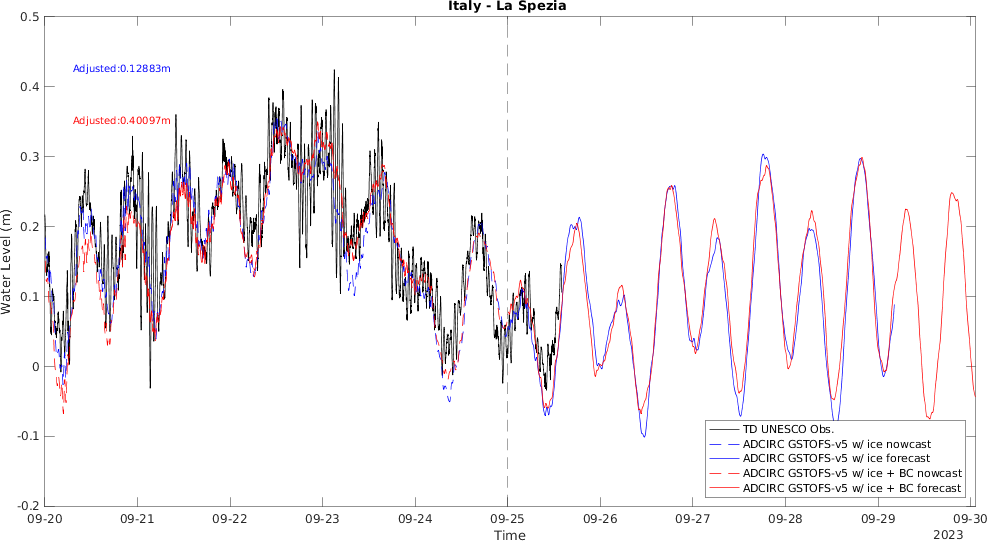 Italy - La Spezia
0.5
0.4
0.3
0.2
0.1
0
-0.1
-0.2
Water Level (m)
Adjusted:0.12883m
Adjusted:0.40097m
TD UNESCO Obs.
ADCIRC GSTOFS-v5 w/ ice nowcast
ADCIRC GSTOFS-v5 w/ ice forecast
ADCIRC GSTOFS-v5 w/ ice + BC nowcast
ADCIRC GSTOFS-v5 w/ ice + BC forecast
09-20 09-21 09-22 09-23 09-24 09-25 09-26 09-27 09-28 09-29 09-30
Time
2023